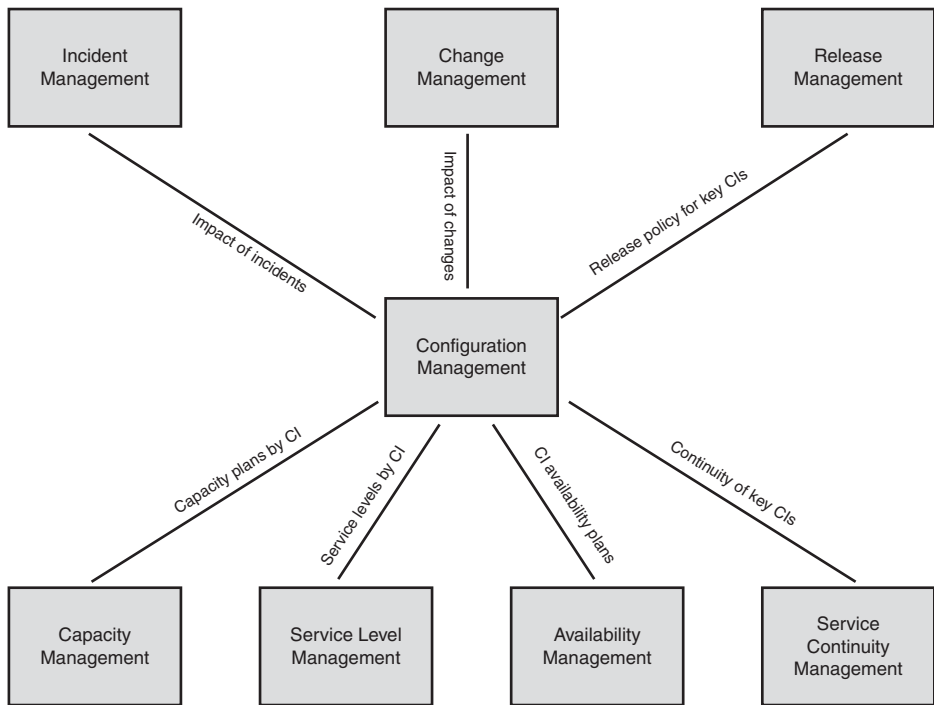 Incident
Management
Change
Management
Release
Management
Impact of incidents
Impact of changes
Release policy for key CIs
Configuration
Management
Capacity plans by CI
Service levels by CI
CI availability plans
Continuity of key CIs
Capacity
Management
Service Level
Management
Availability
Management
Service
Continuity
Management